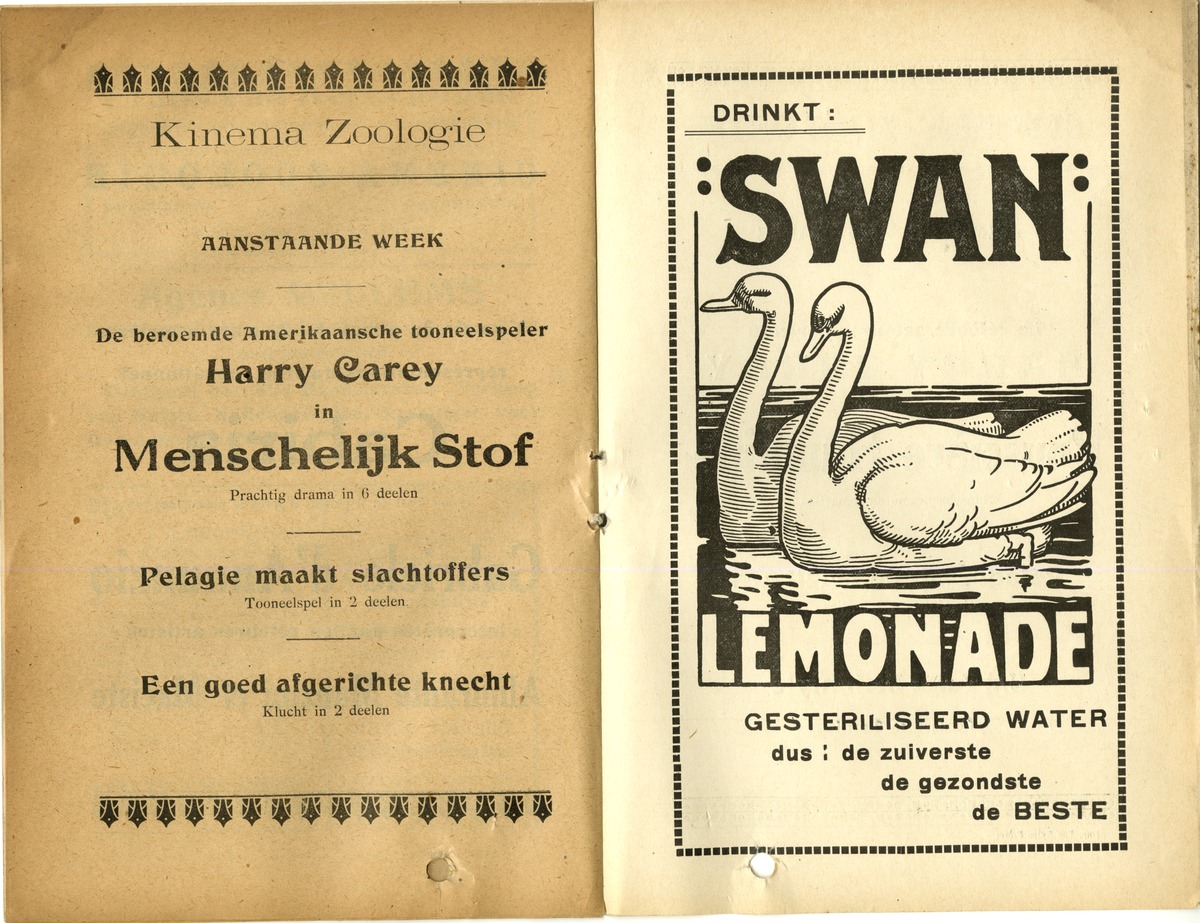 Kinema Zoologie
AANSTAANDE WEEK
De beroemde Amerikaansche tooneelspeler
Harry Carey
in
Menschelijk Stof
Prachtig drama in 6 deelen
Pelagie maakt slachtoffers
Tooneelspel in 2 deelen
Een goed afgerichte knecht
Klucht in 2 deelen
DRINKT :
:SWAN:
LEMONADE
GESTERILISEERD WATER
dus : de zuiverste
de gezondste
de BESTE